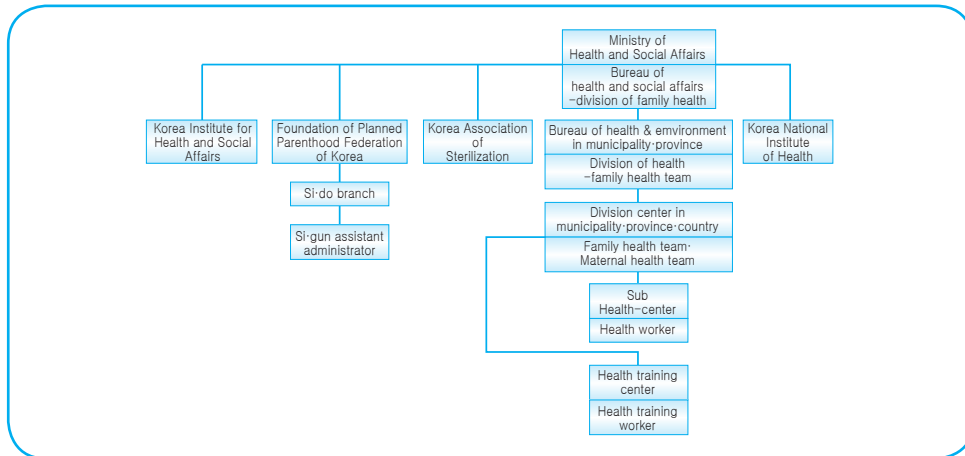 Ministry of
Health and Social Affairs
Bureau of
health and social affairs
-division of family health
Korea Institute for
Health and Social
Affairs
Foundation of Planned
Parenthood Federation
of Korea
Korea Association
of
Sterilization
Bureau of health & emvironment
in municipality·province
Division of health
-family health team
Korea National
Institute
of Health
Si·do branch
Si·gun assistant
administrator
Division center in
municipality·province·country
Family health team·
Maternal health team
Sub
Health-center
Health worker
Health training
center
Health training
worker